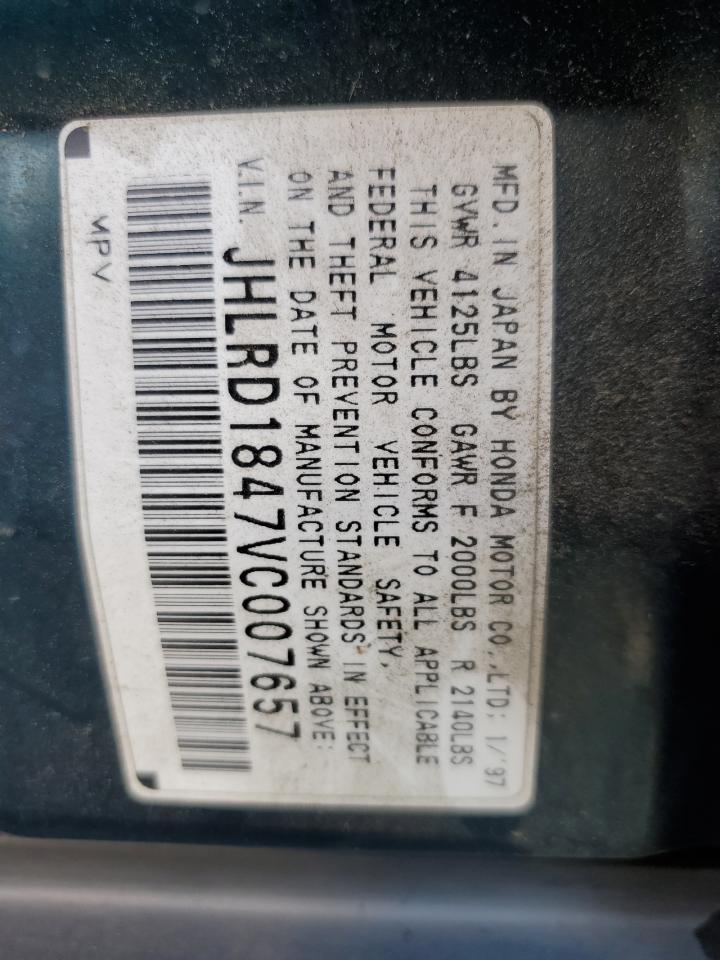 MFD. IN JAPAN BY HONDA MOTOR CO.,LTD; 1/'97
GVWR 4125LBS GAWR F 2000LBS R 2140LBS
THIS VEHICLE CONFORMS TO ALL APPLICABLE
FEDERAL MOTOR VEHICLE SAFETY,
AND THEFT PREVENTION STANDARDS IN EFFECT
ON THE DATE OF MANUFACTURE SHOWN ABOVE:
V.I.N. JHLRD1847VC007657
MPV